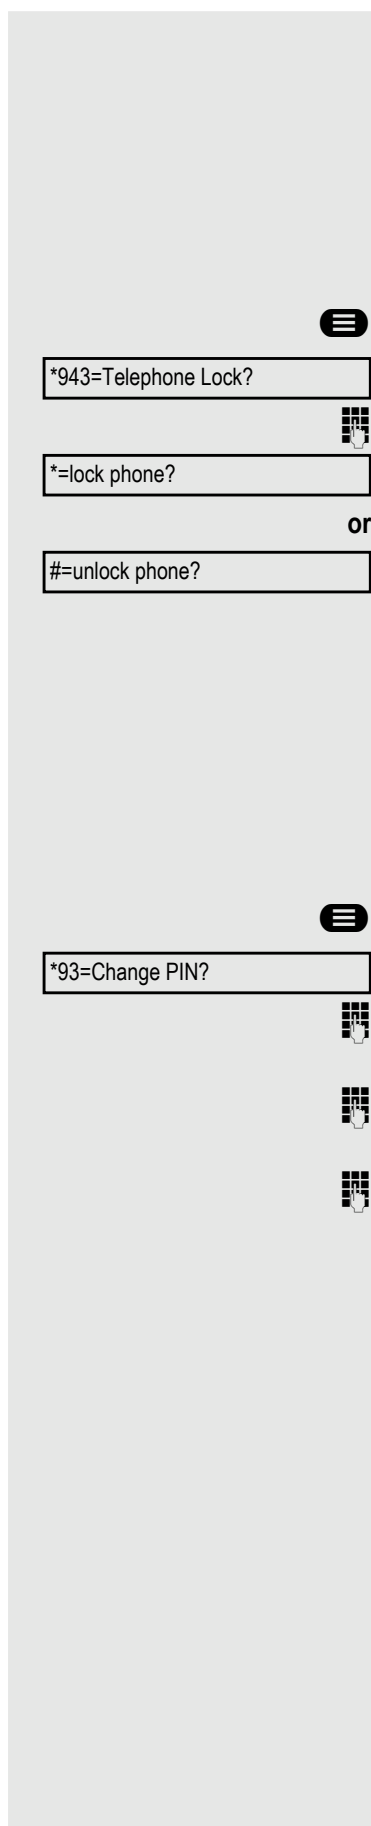 *943=Telephone Lock?
*=lock phone?
or
#=unlock phone?
*93=Change PIN?